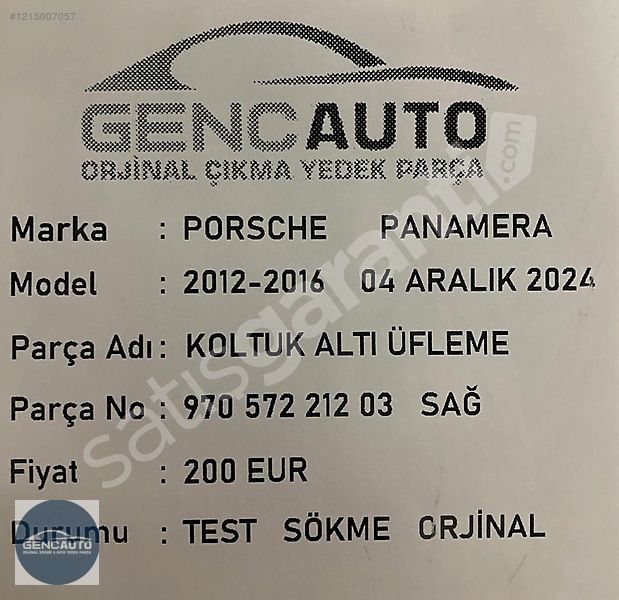 #1215007057
GENCAUTO
ORJİNAL ÇIKMA YEDEK PARÇA
Marka : PORSCHE PANAMERA
Model : 2012-2016 04 ARALIK 2024
Parça Adı : KOLTUK ALTI ÜFLEME
Parça No : 970 572 212 03 SAĞ
Fiyat : 200 EUR
Durumu : TEST SÖKME ORJİNAL
satısgaranti.com
GENCAUTO